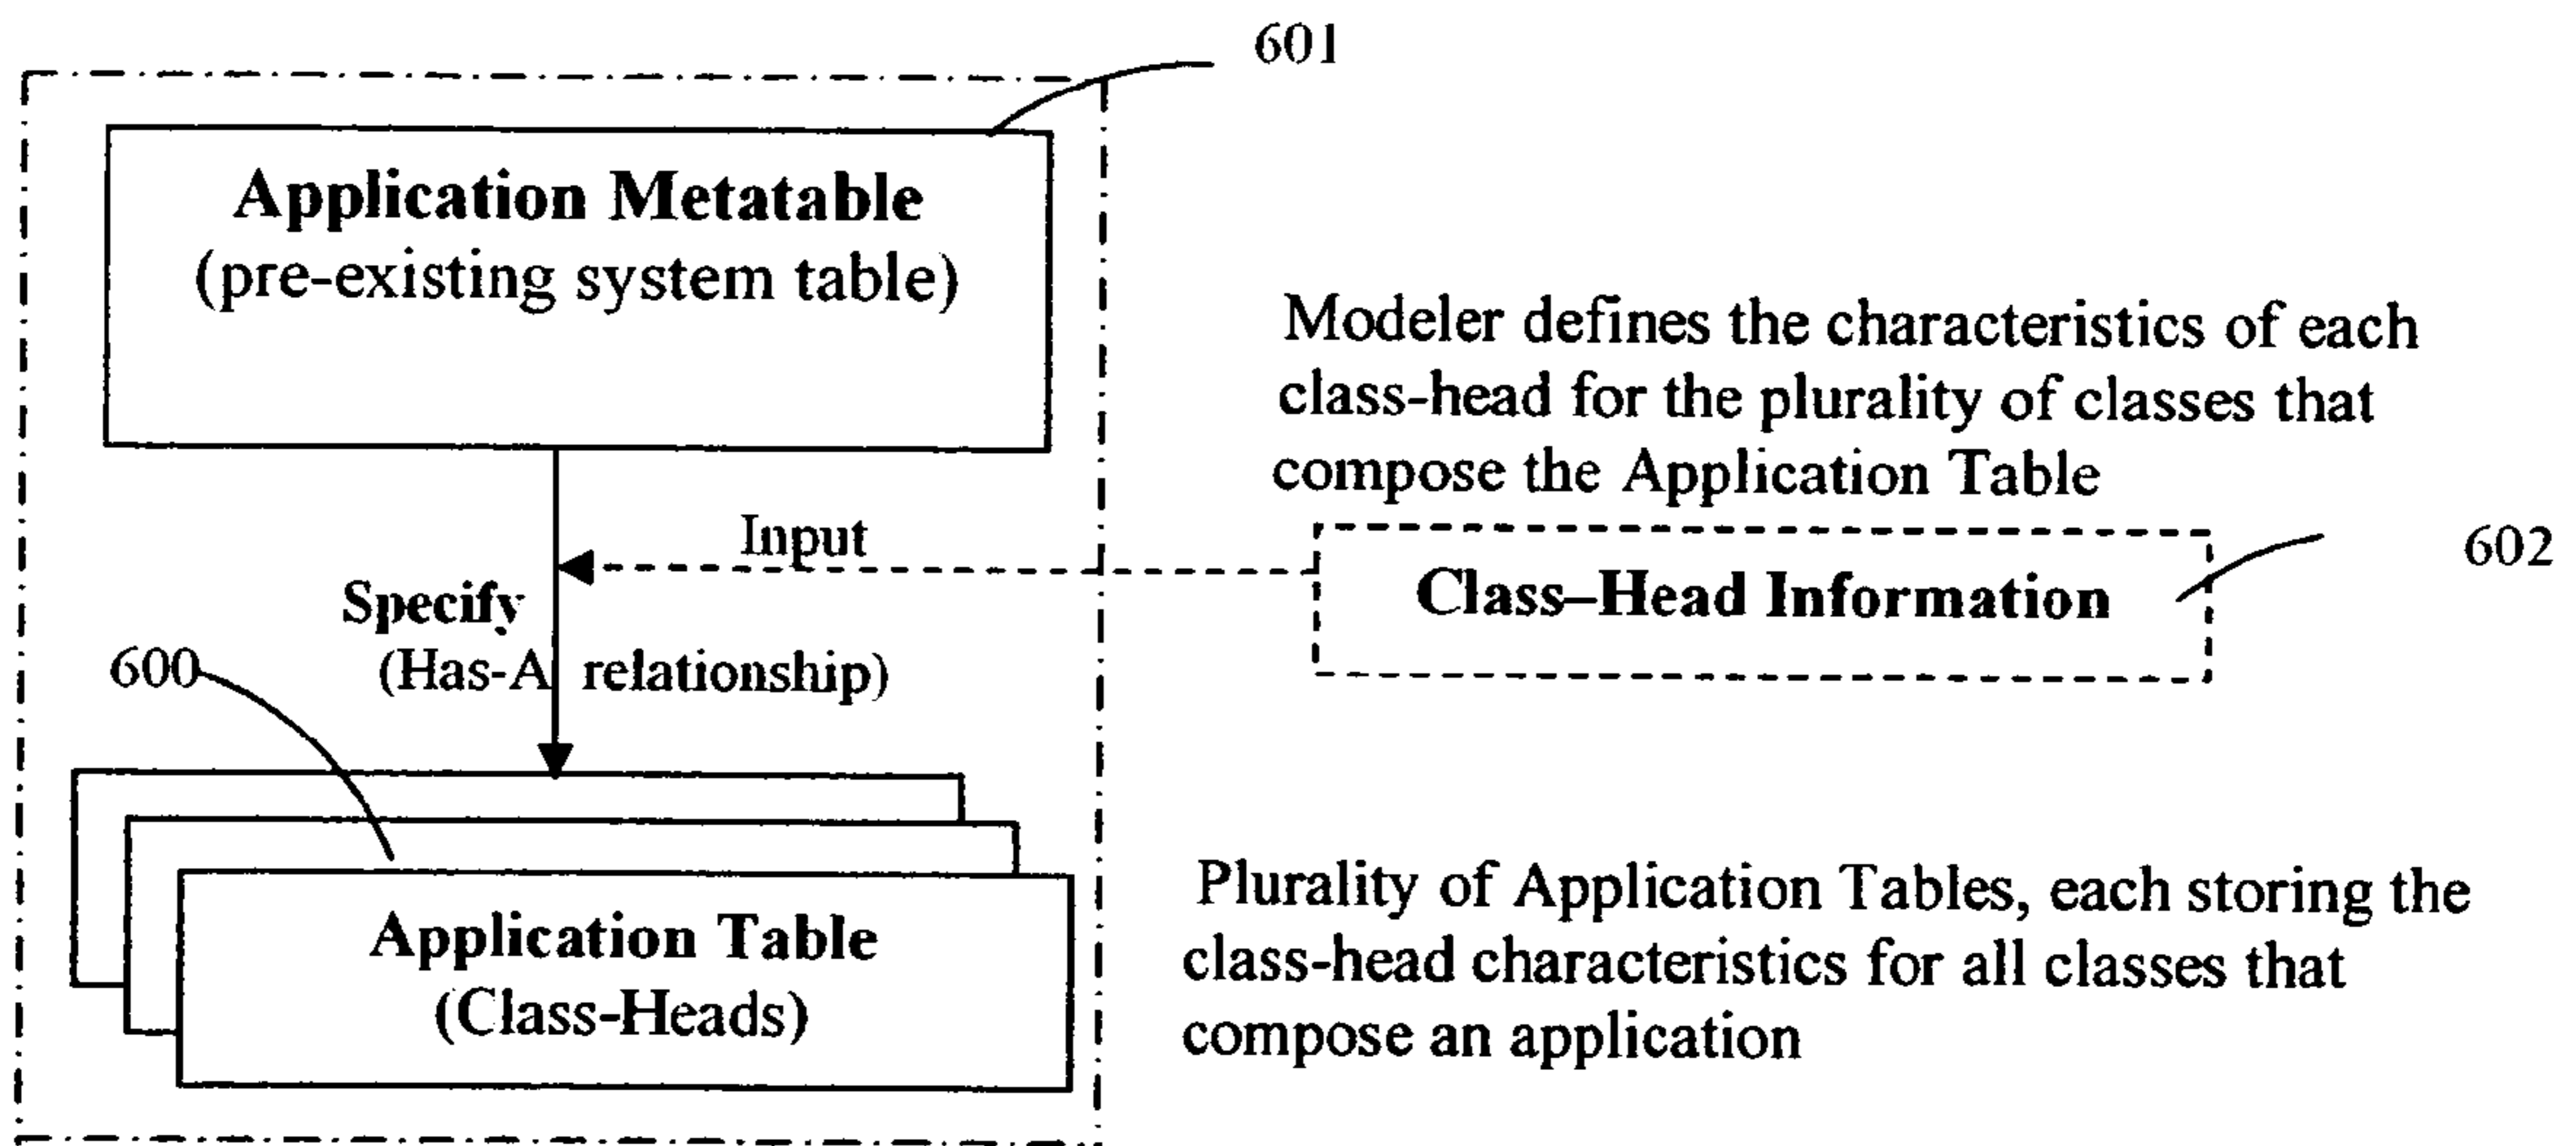 601
Application Metatable
(pre-existing system table)
Modeler defines the characteristics of each
class-head for the plurality of classes that
compose the Application Table
Input
602
Class–Head Information
Specify
600
(Has-A relationship)
Application Table
(Class-Heads)
Plurality of Application Tables, each storing the
class-head characteristics for all classes that
compose an application